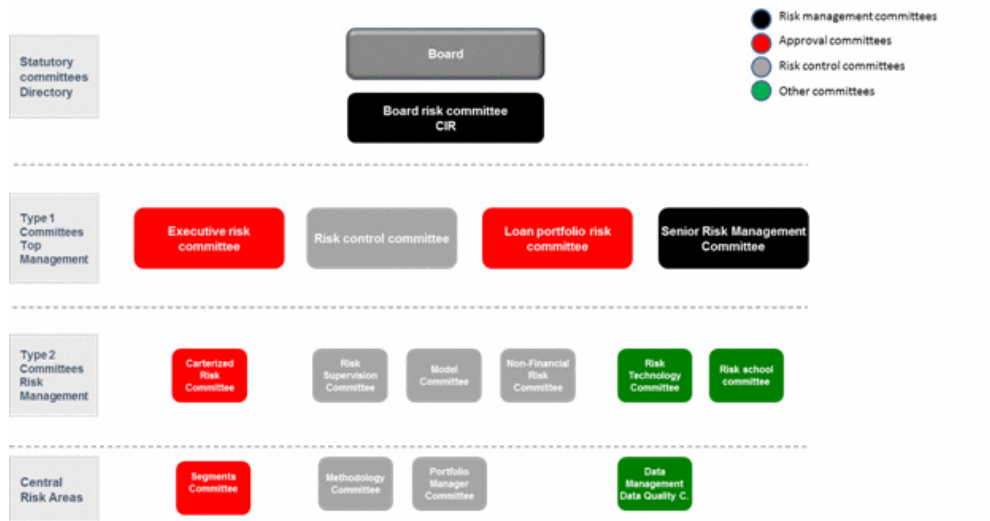 Risk management committees
Approval committees
Risk control committees
Other committees
Statutory
committees
Directory
Board
Board risk committee
CIR
Type 1
Committees
Top
Management
Executive risk
committee
Risk control committee
Loan portfolio risk
committee
Senior Risk Management
Committee
Type 2
Committees
Risk
Management
Carterized
Risk
Committee
Risk
Supervision
Committee
Model
Committee
Non-Financial
Risk
Committee
Risk
Technology
Committee
Risk school
committee
Central
Risk Areas
Segments
Committee
Methodology
Committee
Portfolio
Manager
Committee
Data
Management
Data Quality C.